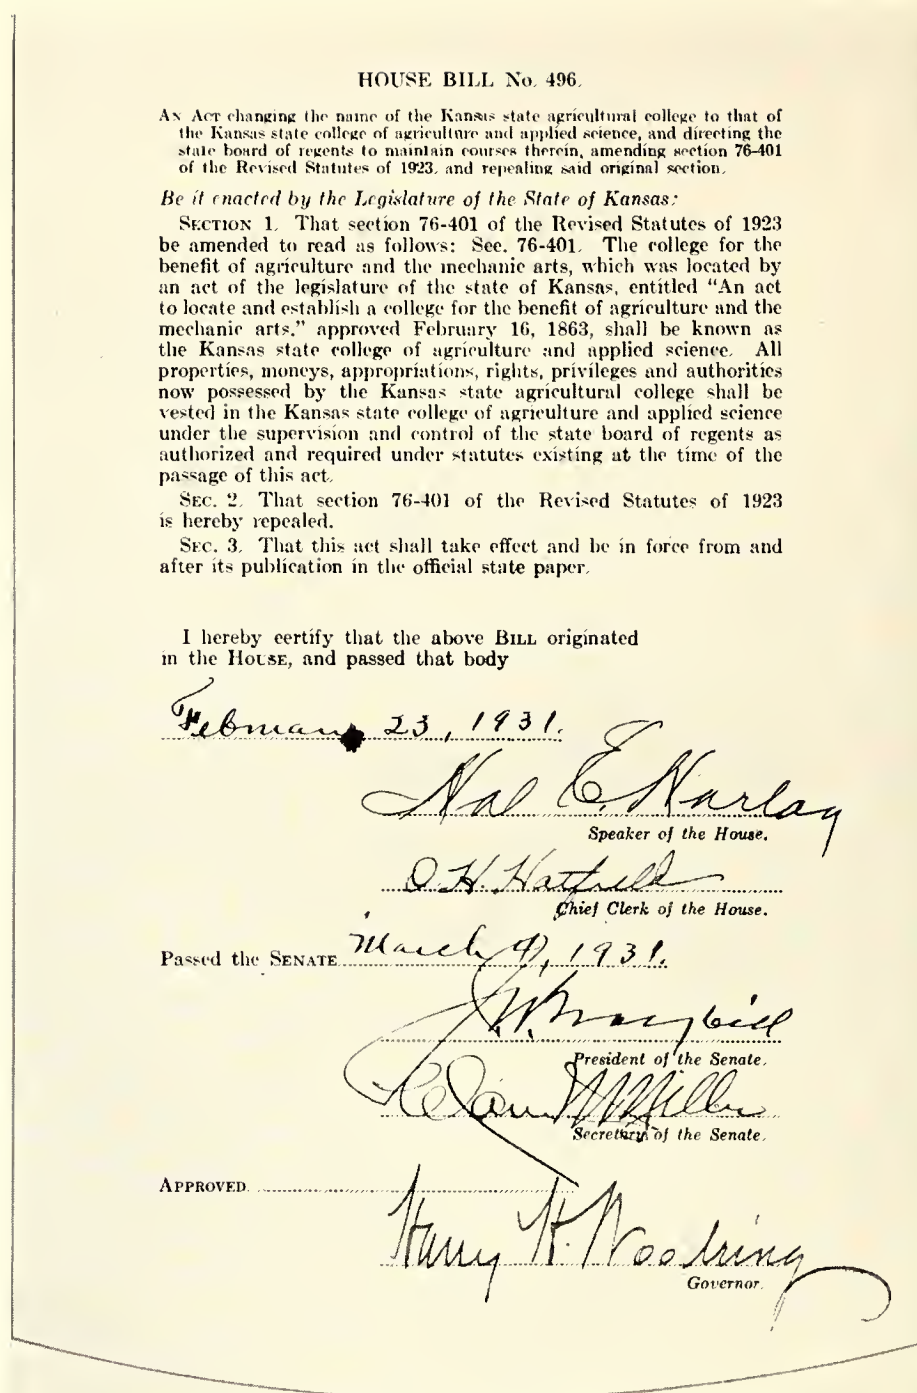 HOUSE BILL No. 496.
AN ACT changing the name of the Kansas state agricultural college to that of
the Kansas state college of agriculture and applied science, and directing the
state board of regents to maintain courses therein, amending section 76-401
of the Revised Statutes of 1923, and repealing said original section.
Be it enacted by the Legislature of the State of Kansas:
SECTION 1. That section 76-401 of the Revised Statutes of 1923
be amended to read as follows: Sec. 76-401. The college for the
benefit of agriculture and the mechanic arts, which was located by
an act of the legislature of the state of Kansas, entitled "An act
to locate and establish a college for the benefit of agriculture and the
mechanic arts," approved February 16, 1863, shall be known as
the Kansas state college of agriculture and applied science. All
properties, moneys, appropriations, rights, privileges and authorities
now possessed by the Kansas state agricultural college shall be
vested in the Kansas state college of agriculture and applied science
under the supervision and control of the state board of regents as
authorized and required under statutes existing at the time of the
passage of this act.
SEC. 2. That section 76-401 of the Revised Statutes of 1923
is hereby repealed.
SEC. 3. That this act shall take effect and be in force from and
after its publication in the official state paper.
I hereby certify that the above BILL originated
in the HOUSE, and passed that body
February 23, 1931.
Hal E. Harlan
Speaker of the House.
O. H. Hatfield
Chief Clerk of the House.
Passed the SENATE March 9, 1931.
J. W. Graybill
President of the Senate.
Secretary of the Senate.
APPROVED
Harry H. Woodring
Governor.